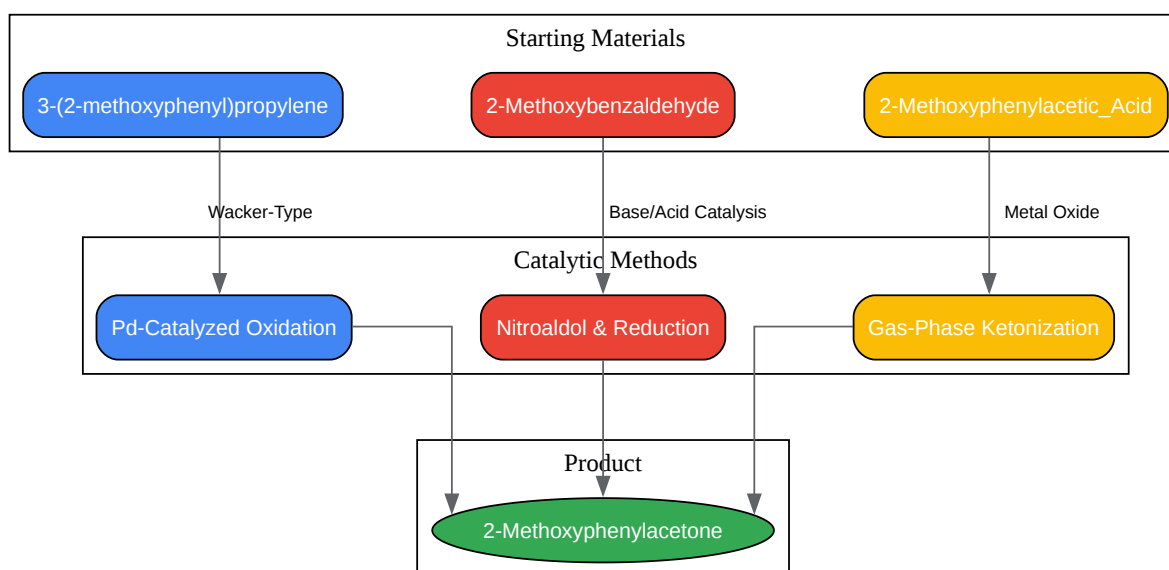 Starting Materials
3-(2-methoxyphenyl)propylene
2-Methoxybenzaldehyde
2-Methoxyphenylacetic_Acid
Wacker-Type
Base/Acid Catalysis
Metal Oxide
Catalytic Methods
Pd-Catalyzed Oxidation
Nitroaldol & Reduction
Gas-Phase Ketonization
Product
2-Methoxyphenylacetone